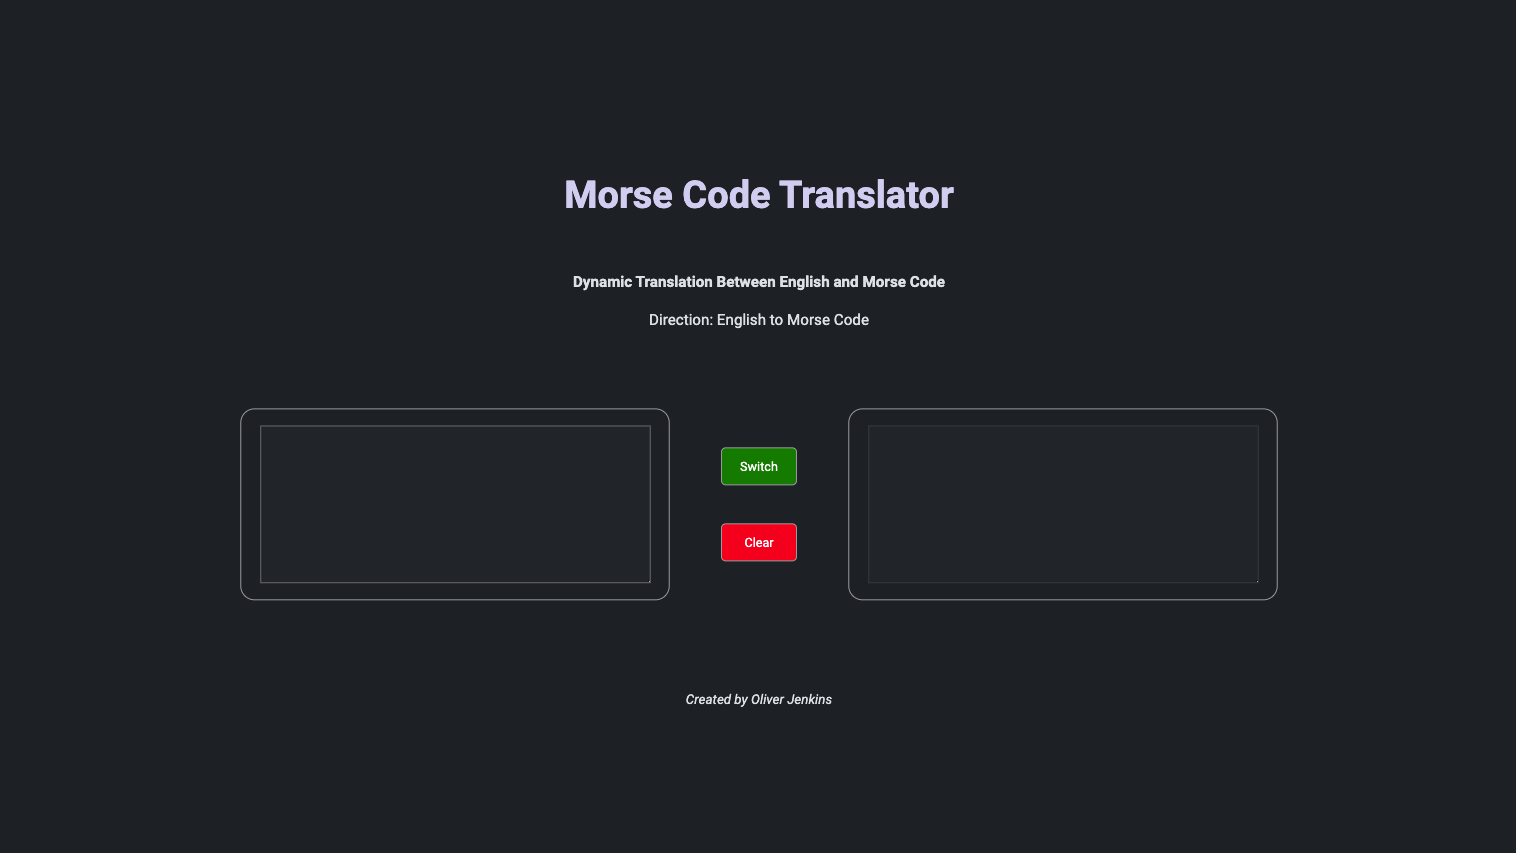 Morse Code Translator
Dynamic Translation Between English and Morse Code
Direction: English to Morse Code
Switch
Clear
Created by Oliver Jenkins